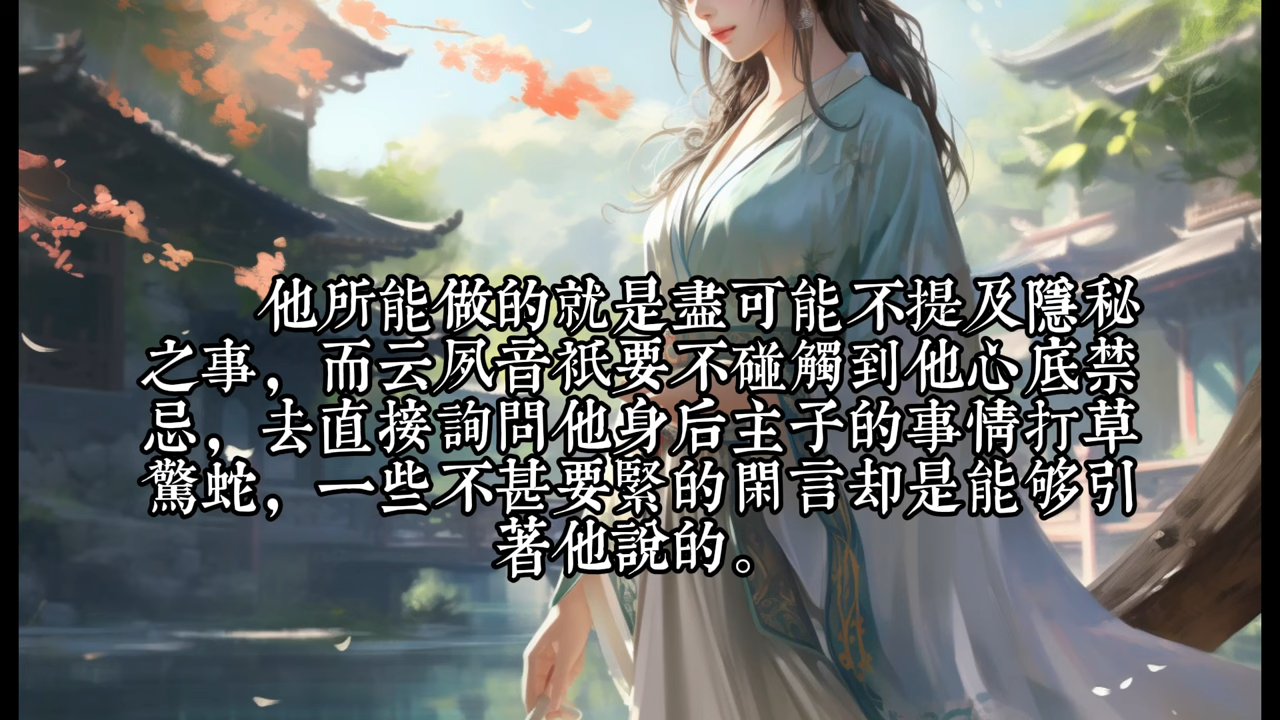 他所能做的就是盡可能不提及隱秘
之事，而云夙音衹要不碰觸到他心底禁
忌，去直接詢問他身后主子的事情打草
驚蛇，一些不甚要緊的閑言却是能够引
著他說的。